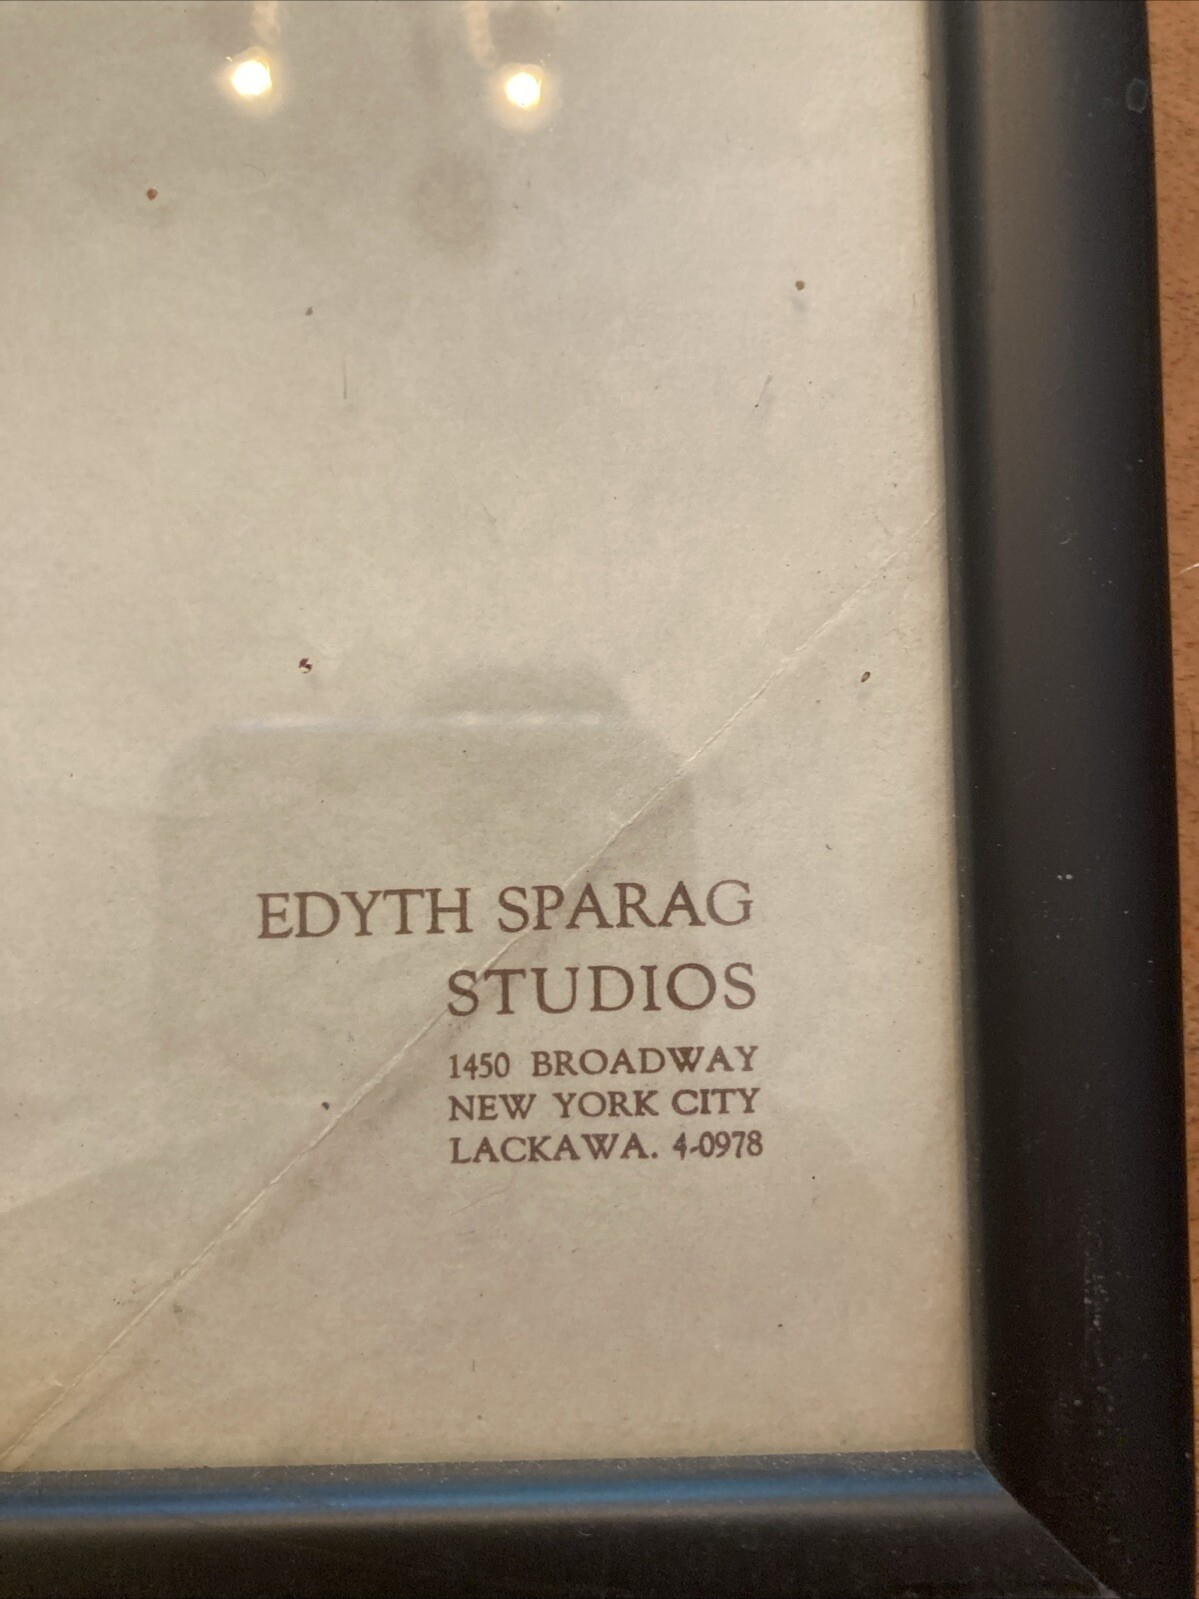 EDYTH SPARAG
STUDIOS
1450 BROADWAY
NEW YORK CITY
LACKAWA. 4-0978